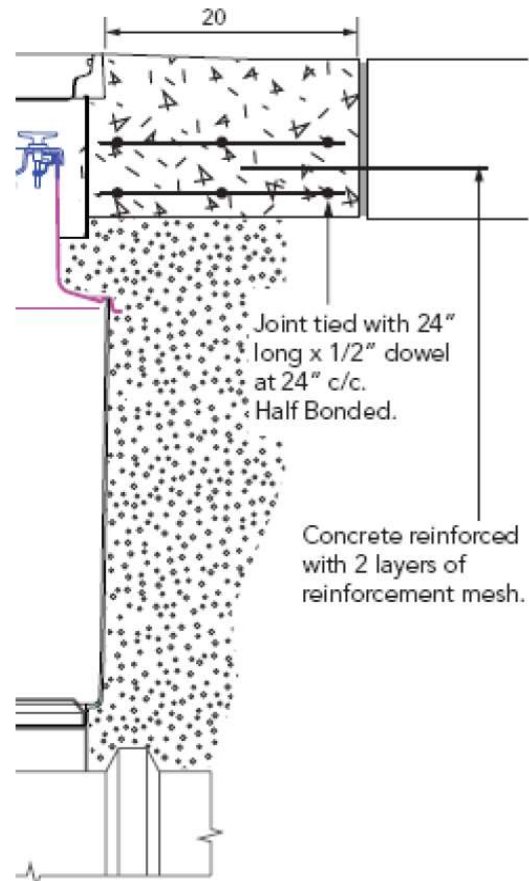 20
Joint tied with 24"
long x 1/2" dowel
at 24" c/c.
Half Bonded.
Concrete reinforced
with 2 layers of
reinforcement mesh.